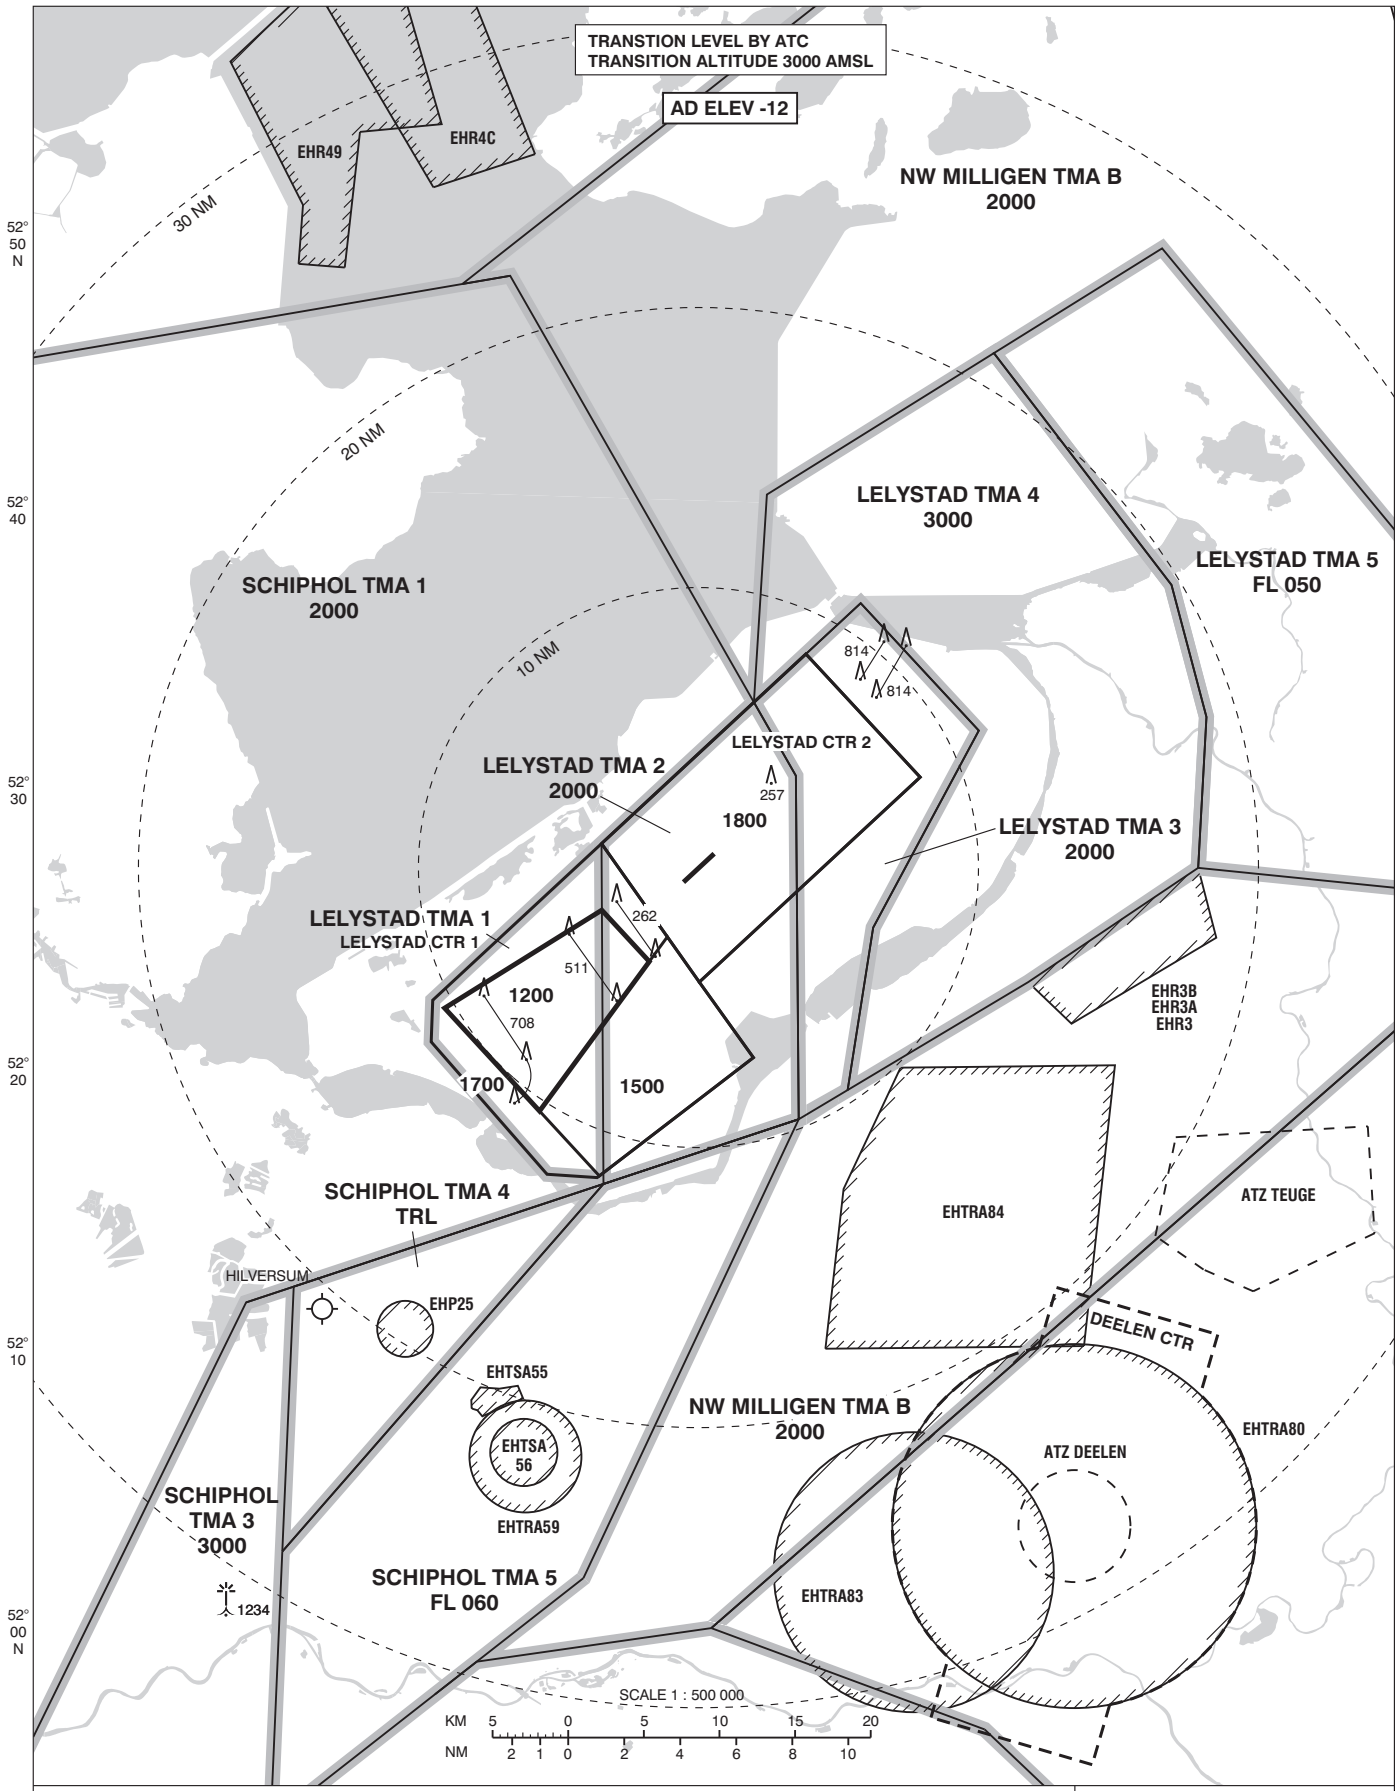 TRANSTION LEVEL BY ATC
TRANSITION ALTITUDE 3000 AMSL
AD ELEV -12
EHR49
EHR4C
NW MILLIGEN TMA B
2000
30 NM
52°
50
N
20 NM
52°
40
LELYSTAD TMA 4
3000
LELYSTAD TMA 5
FL 050
SCHIPHOL TMA 1
2000
10 NM
814
814
LELYSTAD CTR 2
LELYSTAD TMA 2
2000
257
52°
30
1800
LELYSTAD TMA 3
2000
LELYSTAD TMA 1
LELYSTAD CTR 1
262
511
1200
708
EHR3B
EHR3A
EHR3
52°
20
1700
1500
SCHIPHOL TMA 4
TRL
EHTRA84
ATZ TEUGE
HILVERSUM
EHP25
DEELEN CTR
52°
10
EHTSA55
NW MILLIGEN TMA B
2000
EHTRA80
EHTSA
56
ATZ DEELEN
SCHIPHOL
TMA 3
3000
EHTRA59
SCHIPHOL TMA 5
FL 060
EHTRA83
1234
52°
00
N
SCALE 1 : 500 000
KM 5 0 5 10 15 20
NM 2 1 0 2 4 6 8 10